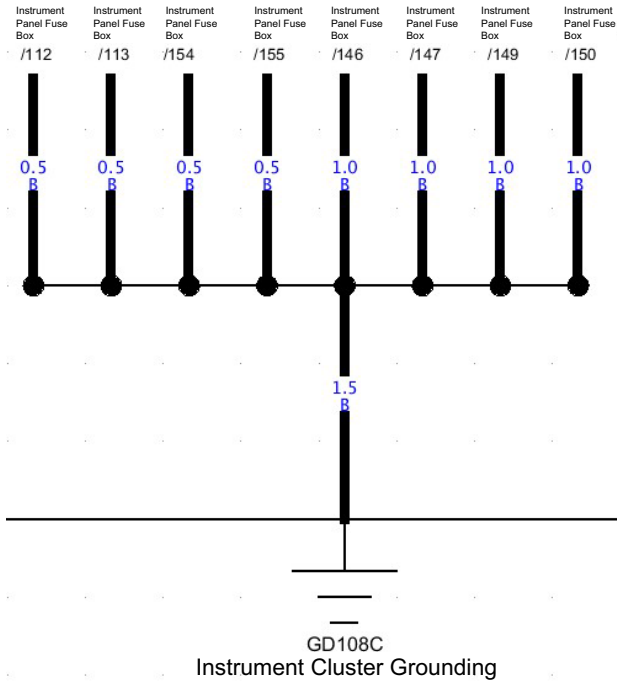 Instrument Instrument Instrument Instrument Instrument Instrument Instrument Instrument
Panel Fuse Panel Fuse Panel Fuse Panel Fuse Panel Fuse Panel Fuse Panel Fuse Panel Fuse
Box Box Box Box Box Box Box Box
/112 /113 /154 /155 /146 /147 /149 /150
0.5 0.5 0.5 0.5 1.0 1.0 1.0 1.0
B B B B B B B B
1.5
B
GD108C
Instrument Cluster Grounding